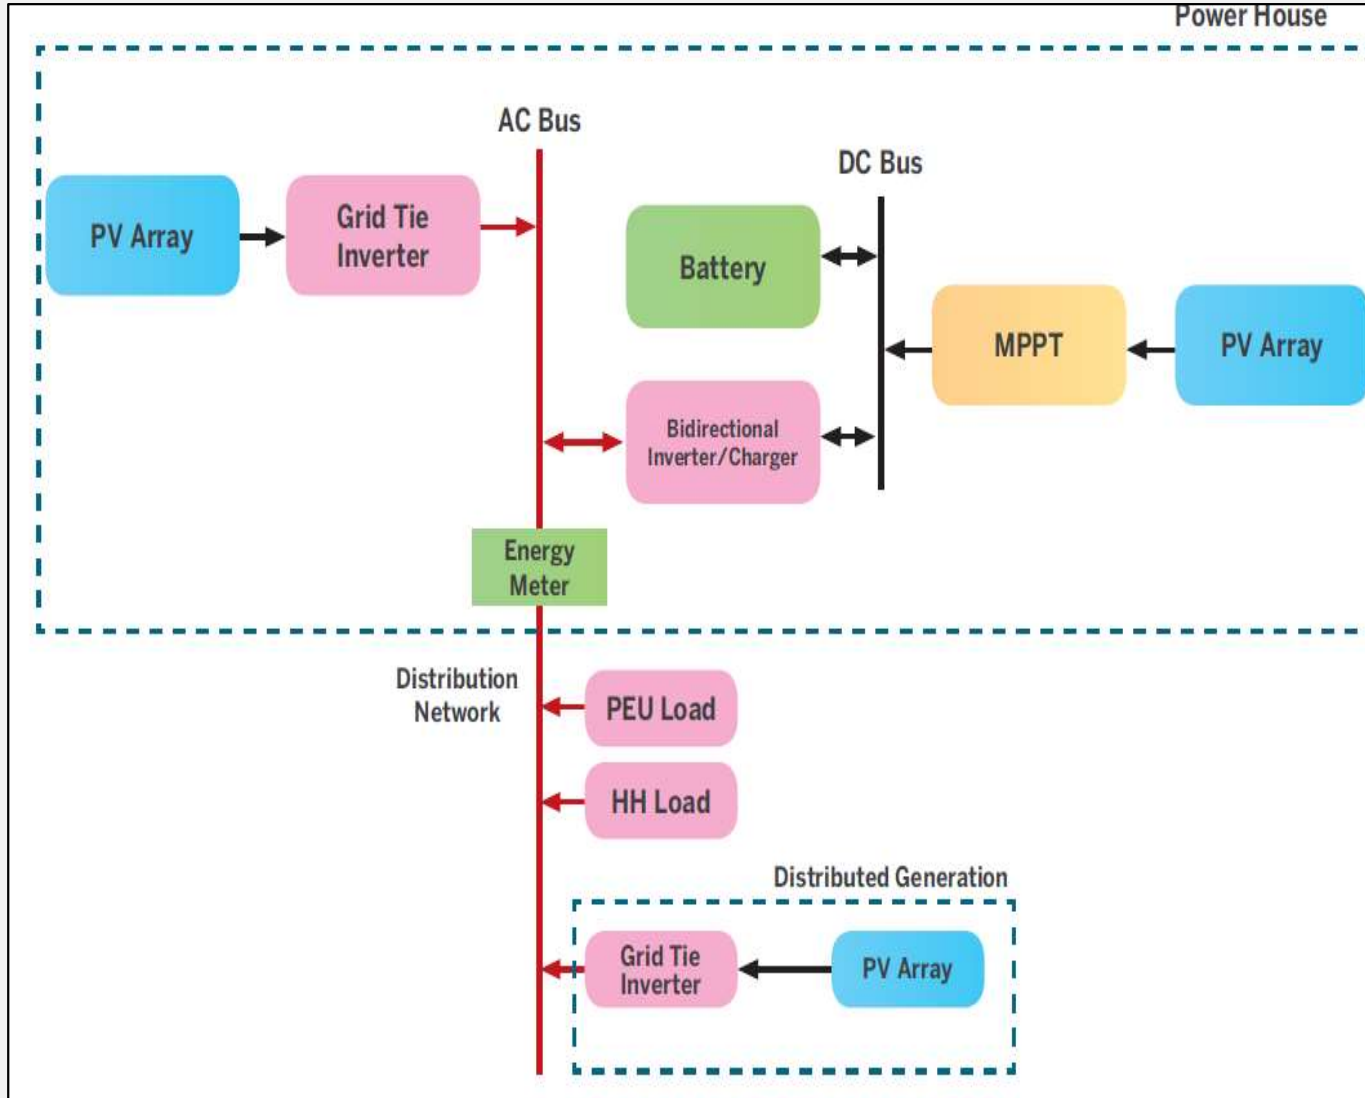 Power House
AC Bus
DC Bus
PV Array
Grid Tie
Inverter
Battery
MPPT
PV Array
Bidirectional
Inverter/Charger
Energy
Meter
Distribution
Network
PEU Load
HH Load
Distributed Generation
Grid Tie
Inverter
PV Array